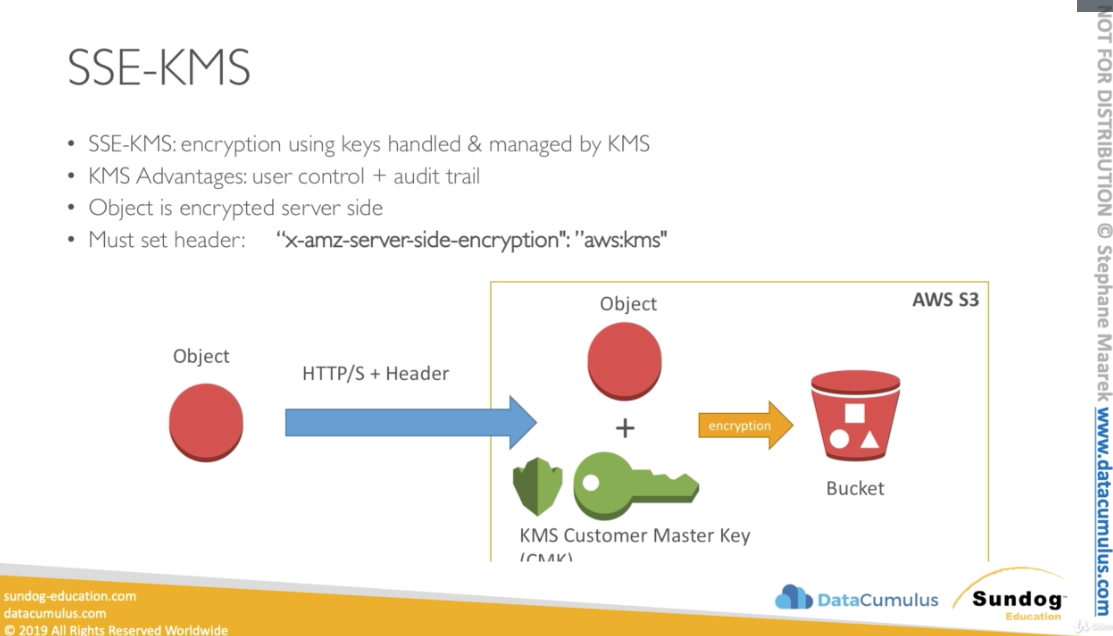 SSE-KMS
• SSE-KMS: encryption using keys handled & managed by KMS
• KMS Advantages: user control + audit trail
• Object is encrypted server side
• Must set header: “x-amz-server-side-encryption": ”aws:kms"
AWS S3
Object
Object
HTTP/S + Header
+
encryption
Bucket
KMS Customer Master Key
(CMK)
sundog-education.com
datacumulus.com
© 2019 All Rights Reserved Worldwide
DataCumulus
Sundog
Education
NOT FOR DISTRIBUTION © Stephane Maarek www.datacumulus.com